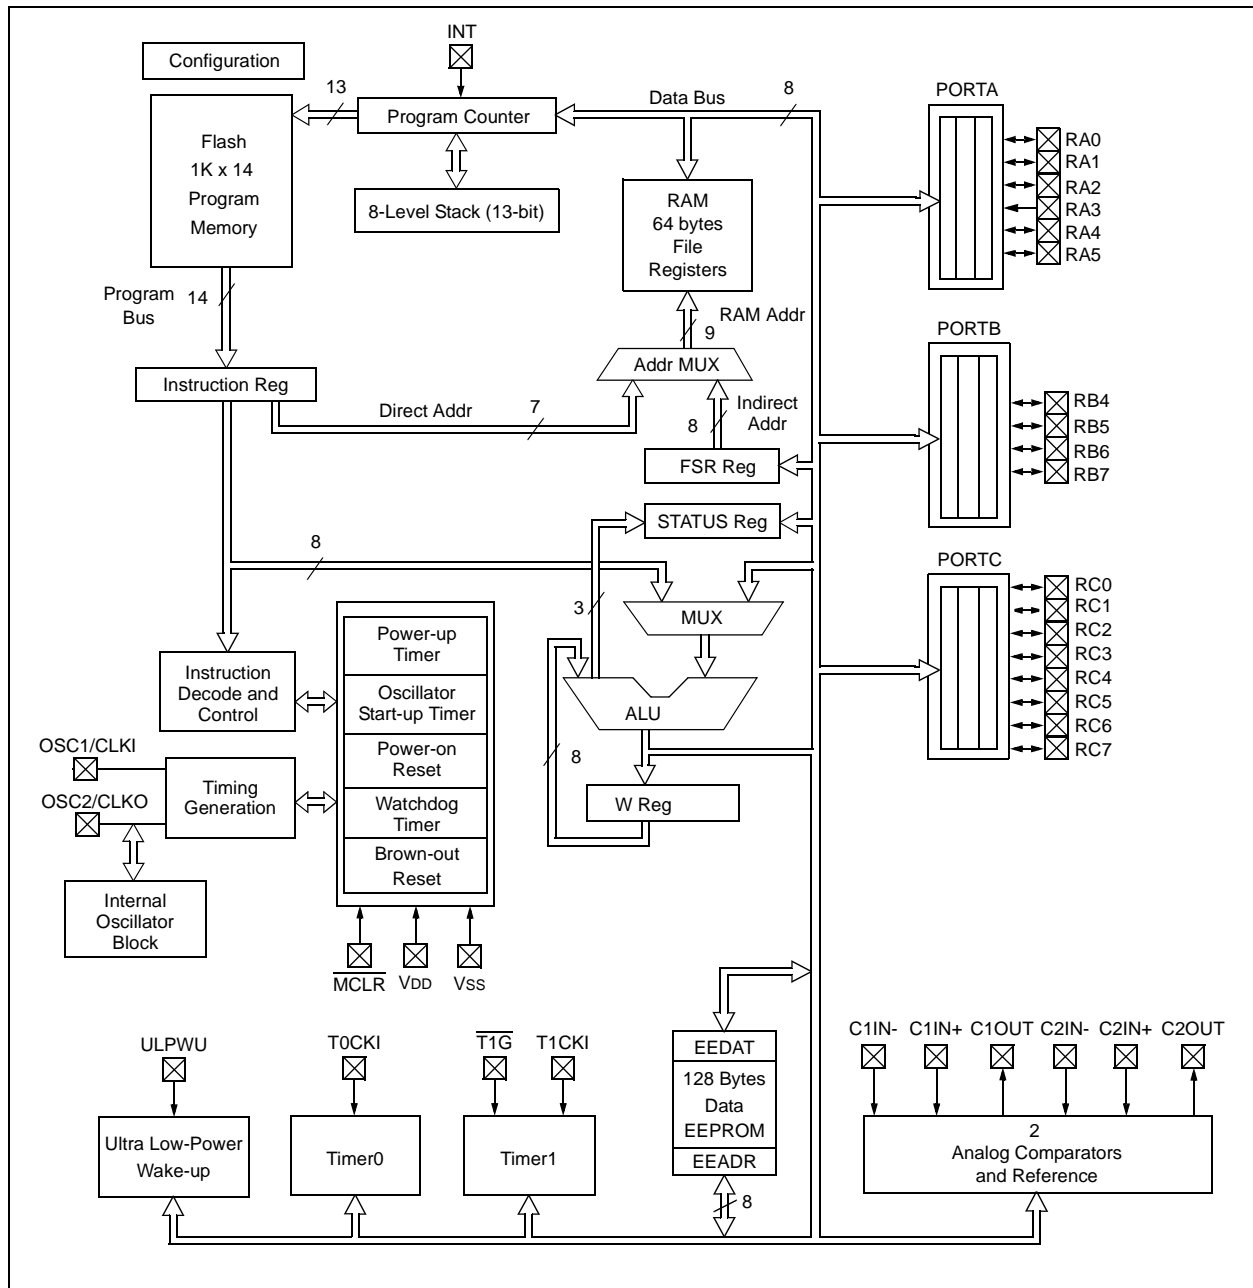 INT
Configuration
13
Program Counter
Data Bus
8
PORTA
Flash
1K x 14
Program
Memory
8-Level Stack (13-bit)
RAM
64 bytes
File
Registers
RA0
RA1
RA2
RA3
RA4
RA5
Program
Bus
14
RAM Addr
9
PORTB
Addr MUX
Instruction Reg
Direct Addr
7
Indirect
Addr
8
RB4
RB5
RB6
RB7
FSR Reg
STATUS Reg
8
PORTC
3
MUX
RC0
RC1
RC2
RC3
RC4
RC5
RC6
RC7
Power-up
Timer
Instruction
Decode and
Control
Oscillator
Start-up Timer
ALU
OSC1/CLKI
Timing
Generation
Power-on
Reset
8
OSC2/CLKO
Watchdog
Timer
W Reg
Brown-out
Reset
Internal
Oscillator
Block
MCLR
VDD
VSS
ULPWU
T0CKI
T1G
T1CKI
EEDAT
128 Bytes
Data
EEPROM
EEADR
8
C1IN-
C1IN+
C1OUT
C2IN-
C2IN+
C2OUT
Ultra Low-Power
Wake-up
Timer0
Timer1
2
Analog Comparators
and Reference